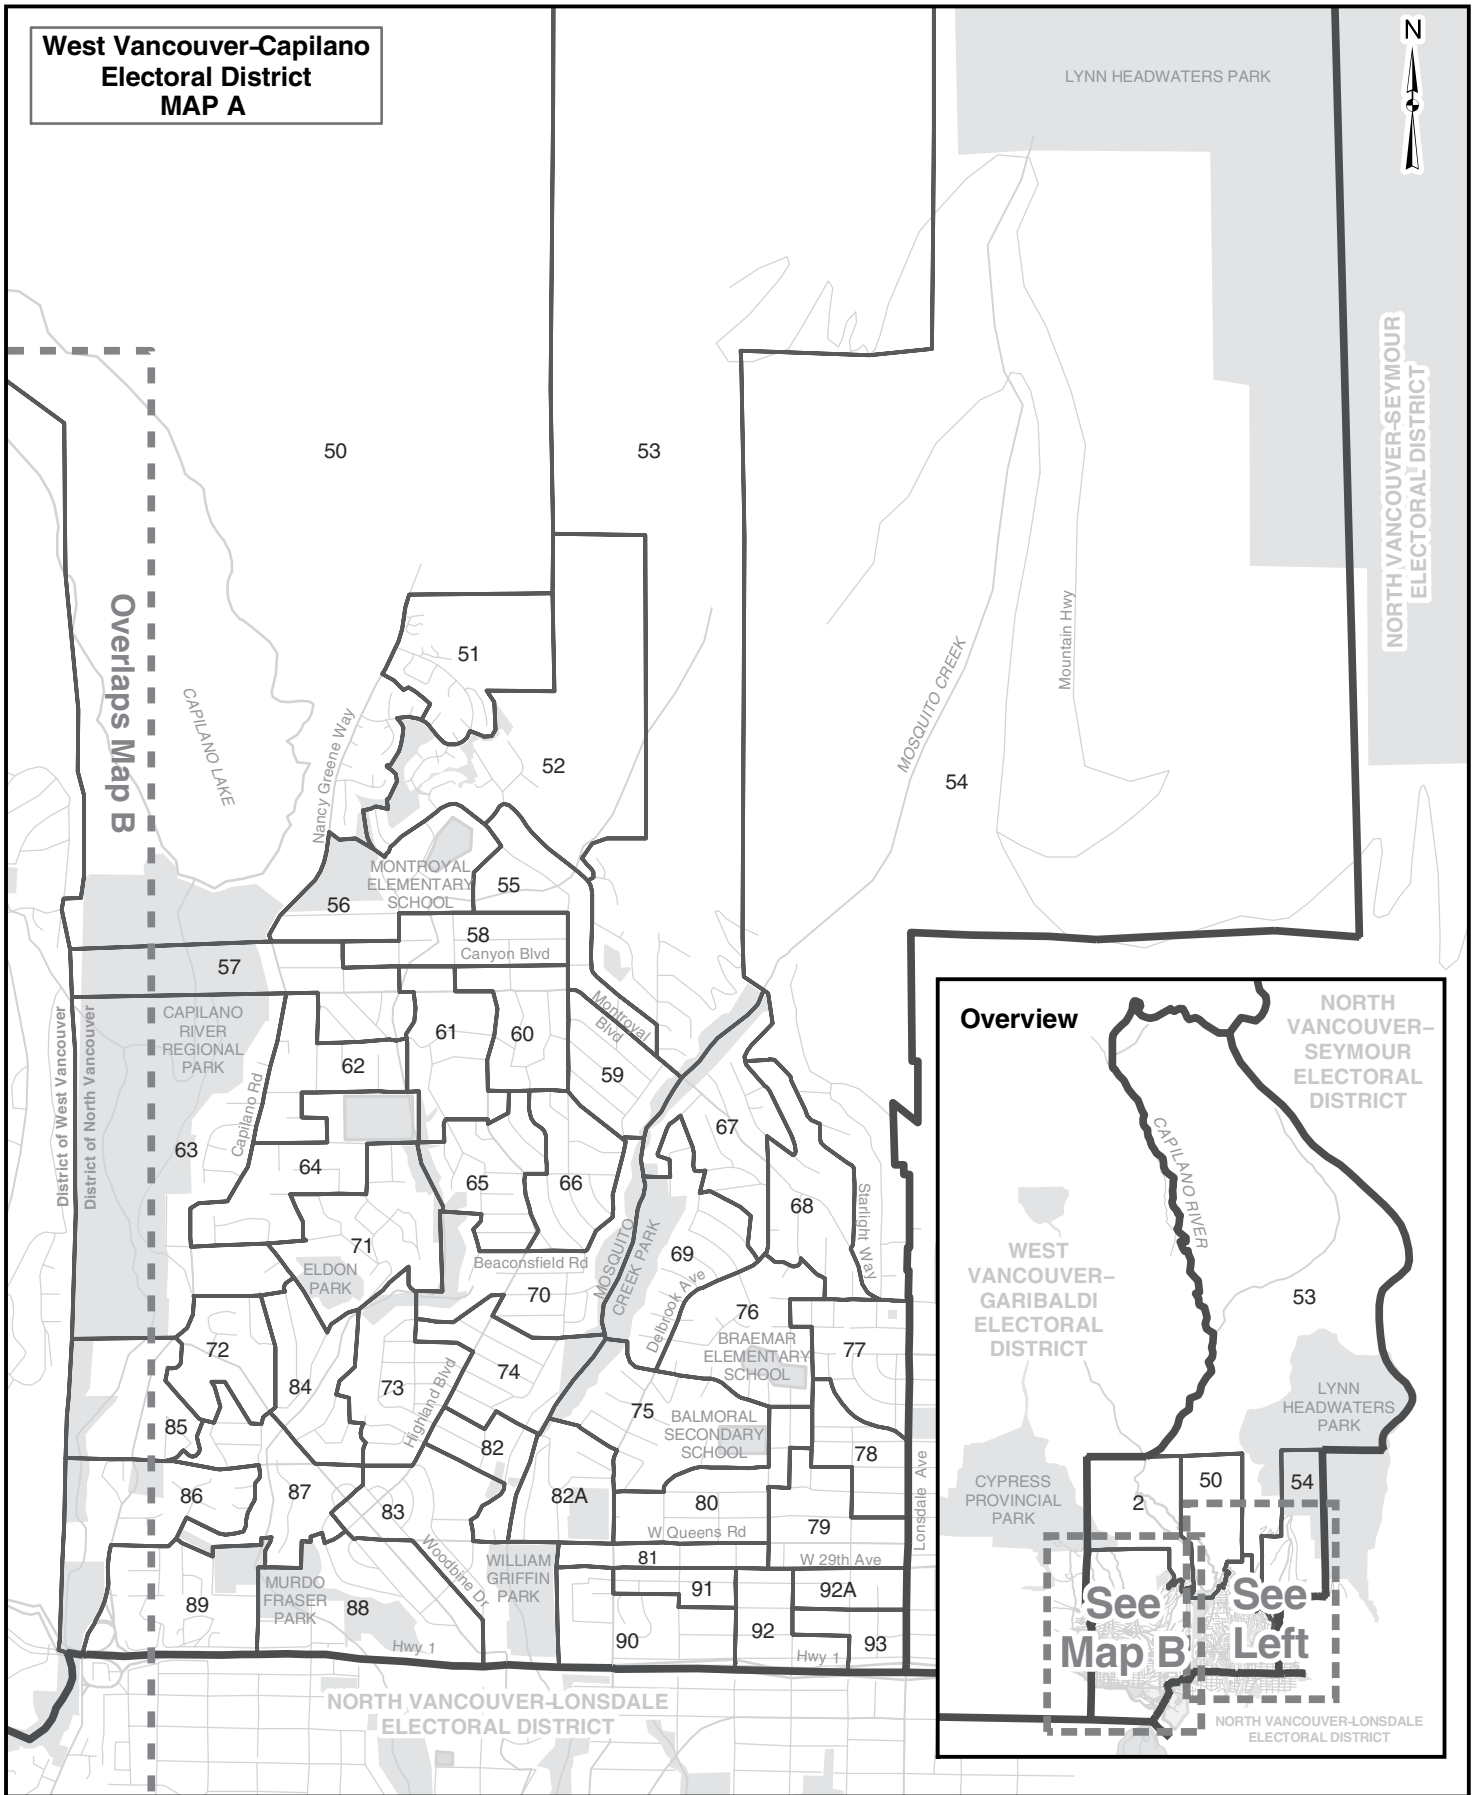 West Vancouver–Capilano
Electoral District
MAP A
LYNN HEADWATERS PARK
N
NORTH VANCOUVER-SEYMOUR
ELECTORAL DISTRICT
50
53
Overlaps Map B
CAPILANO LAKE
Nancy Greene Way
51
52
MOSQUITO CREEK
Mountain Hwy
54
MONTROYAL
ELEMENTARY
SCHOOL
55
56
58
Canyon Blvd
57
CAPILANO
RIVER
REGIONAL
PARK
District of West Vancouver
District of North Vancouver
Capilano Rd
Montroyal
Blvd
61
60
62
59
63
64
65
66
67
68
Starlight Way
71
ELDON
PARK
Beaconsfield Rd
70
MOSQUITO
CREEK PARK
69
Delbrook Ave
76
BRAEMAR
ELEMENTARY
SCHOOL
77
72
84
73
Highland Blvd
74
75
BALMORAL
SECONDARY
SCHOOL
85
82
78
Lonsdale Ave
86
87
83
82A
80
W Queens Rd
79
81
W 29th Ave
Woodbine Dr
WILLIAM
GRIFFIN
PARK
91
92A
MURDO
FRASER
PARK
89
88
Hwy 1
90
92
93
Hwy 1
NORTH VANCOUVER–LONSDALE
ELECTORAL DISTRICT
Overview
NORTH
VANCOUVER–
SEYMOUR
ELECTORAL
DISTRICT
CAPILANO RIVER
WEST
VANCOUVER–
GARIBALDI
ELECTORAL
DISTRICT
53
LYNN
HEADWATERS
PARK
CYPRESS
PROVINCIAL
PARK
2
50
54
See
Map B
See
Left
NORTH VANCOUVER–LONSDALE
ELECTORAL DISTRICT